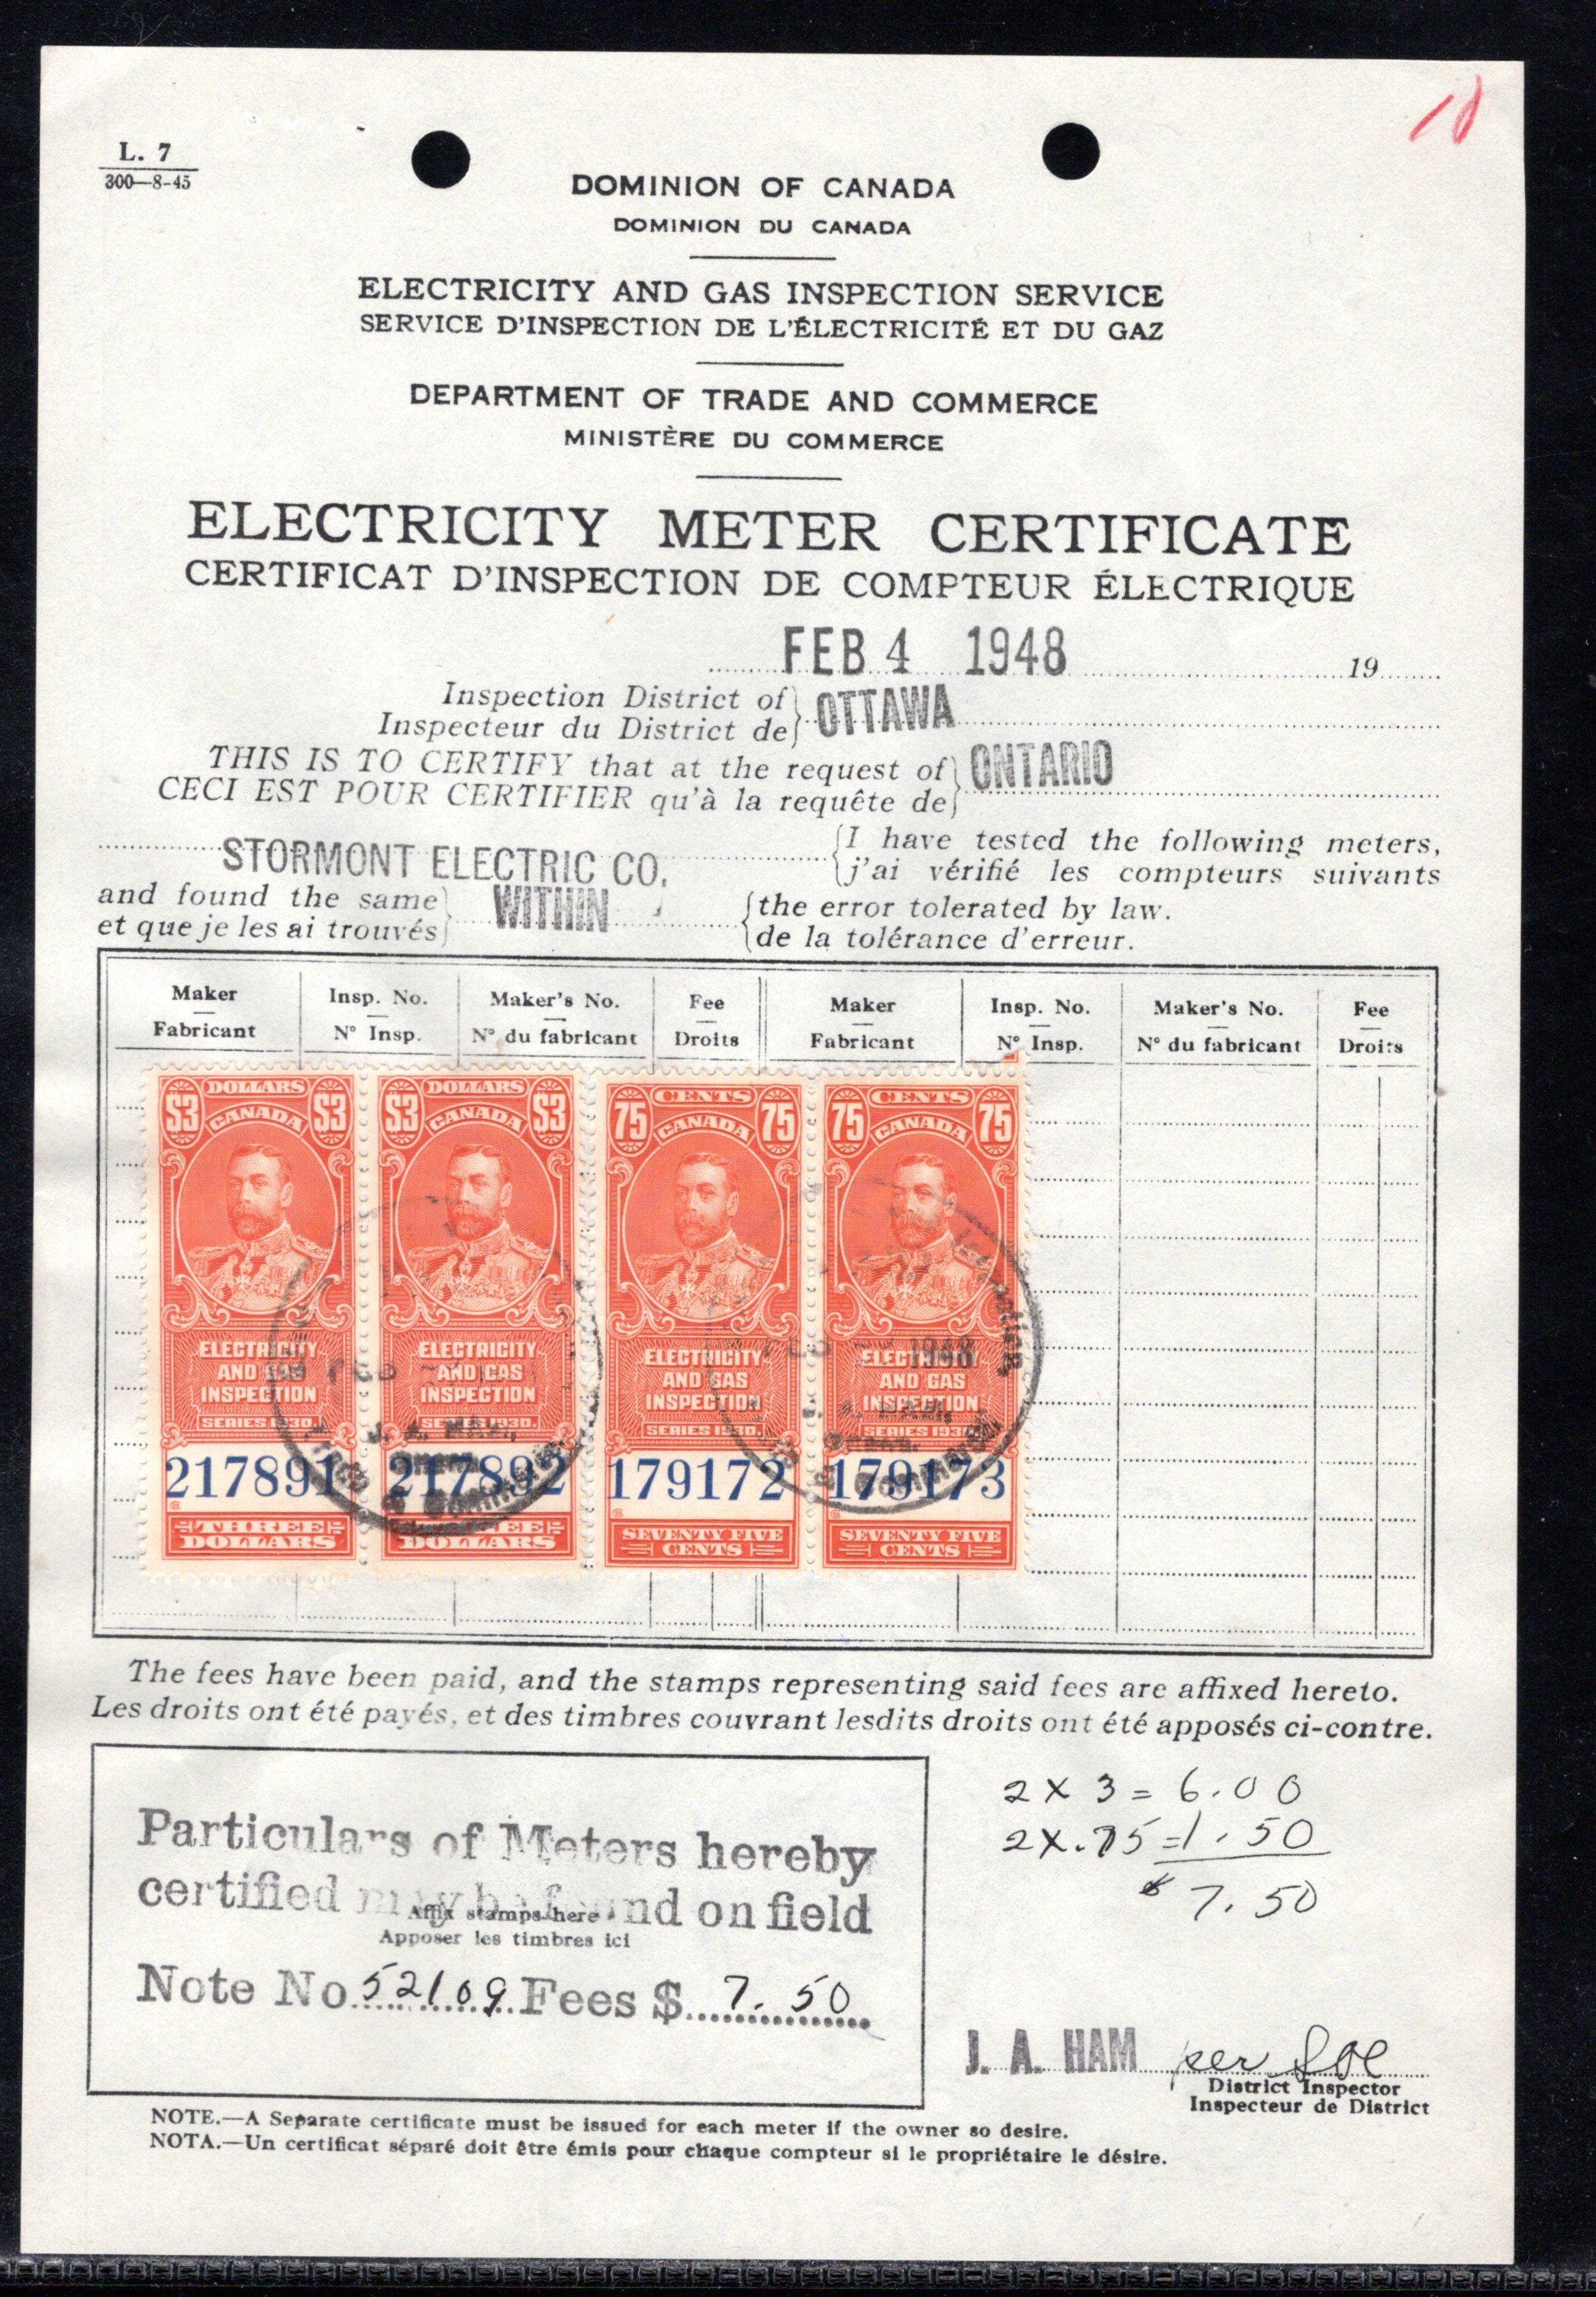 L. 7
300—8-45
DOMINION OF CANADA
DOMINION DU CANADA
ELECTRICITY AND GAS INSPECTION SERVICE
SERVICE D'INSPECTION DE L'ÉLECTRICITÉ ET DU GAZ
DEPARTMENT OF TRADE AND COMMERCE
MINISTÈRE DU COMMERCE
ELECTRICITY METER CERTIFICATE
CERTIFICAT D'INSPECTION DE COMPTEUR ÉLECTRIQUE
FEB 4 1948 19
Inspection District of
Inspecteur du District de OTTAWA
THIS IS TO CERTIFY that at the request of ONTARIO
CECI EST POUR CERTIFIER qu'à la requête de
STORMONT ELECTRIC CO.
I have tested the following meters,
j'ai vérifié les compteurs suivants
and found the same WITHIN the error tolerated by law.
et que je les ai trouvés de la tolérance d'erreur.
Maker Insp. No. Maker's No. Fee Maker Insp. No. Maker's No. Fee
Fabricant Nº Insp. Nº du fabricant Droits Fabricant Nº Insp. Nº du fabricant Droits
DOLLARS DOLLARS CENTS CENTS
$3 $3 $3 $3 75 75 75 75
CANADA CANADA CANADA CANADA
ELECTRICITY ELECTRICITY ELECTRICITY ELECTRICITY
1948
AND GAS AND GAS AND GAS AND GAS
INSPECTION INSPECTION INSPECTION INSPECTION
SERIES 1930. SERIES 1930. SERIES 1930. SERIES 1930.
J. A. HAM,
217891 217892 179172 179173
THREE THREE SEVENTY FIVE SEVENTY FIVE
DOLLARS DOLLARS CENTS CENTS
The fees have been paid, and the stamps representing said fees are affixed hereto.
Les droits ont été payés, et des timbres couvrant lesdits droits ont été apposés ci-contre.
Particulars of Meters hereby
certified may be found on field
Affix stamps here
Apposer les timbres ici
Note No. 52109 Fees $ 7.50
2 x 3 = 6.00
2 x .75 = 1.50
$ 7.50
J. A. HAM per
District Inspector
Inspecteur de District
NOTE.—A Separate certificate must be issued for each meter if the owner so desire.
NOTA.—Un certificat séparé doit être émis pour chaque compteur si le propriétaire le désire.